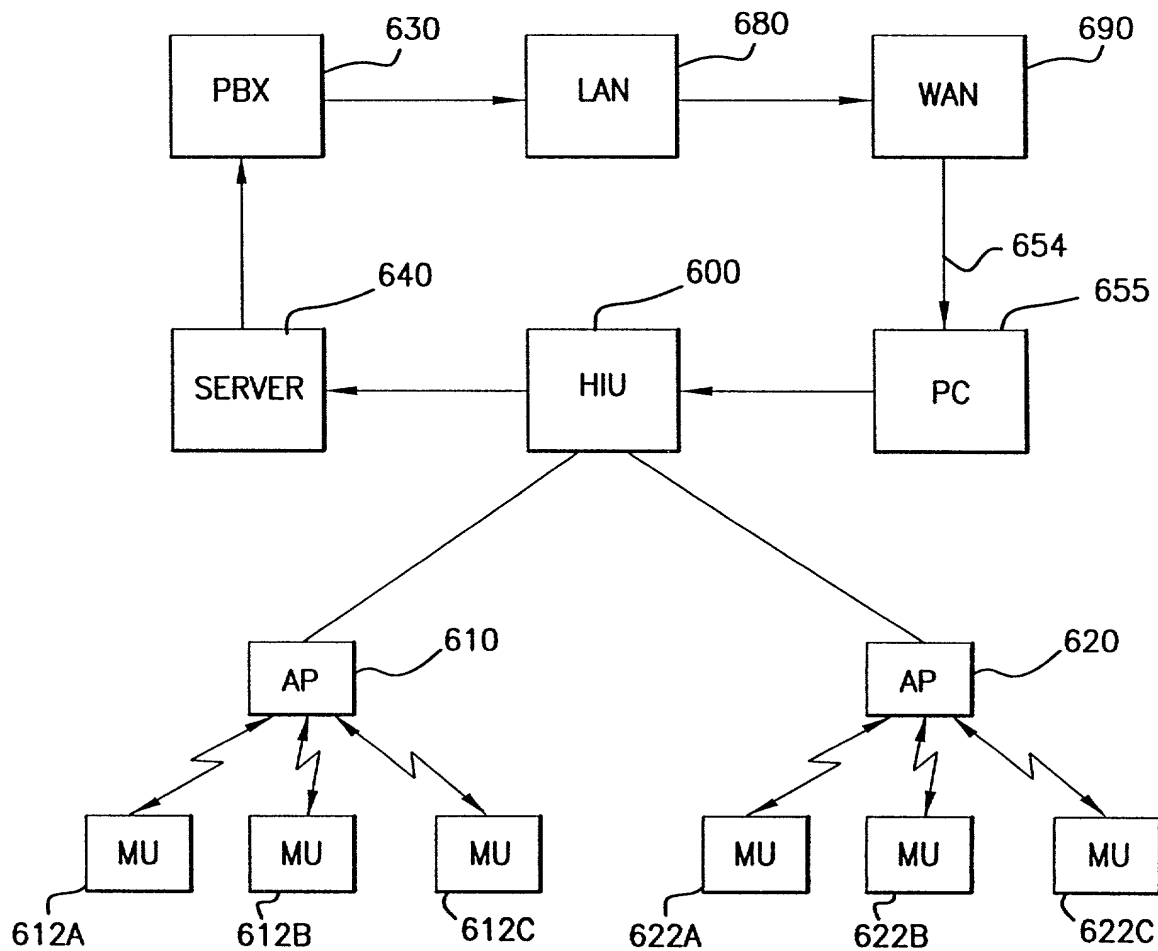 630
680
690
PBX
LAN
WAN
654
640
600
655
SERVER
HIU
PC
610
620
AP
AP
MU
MU
MU
MU
MU
MU
612A
612B
612C
622A
622B
622C